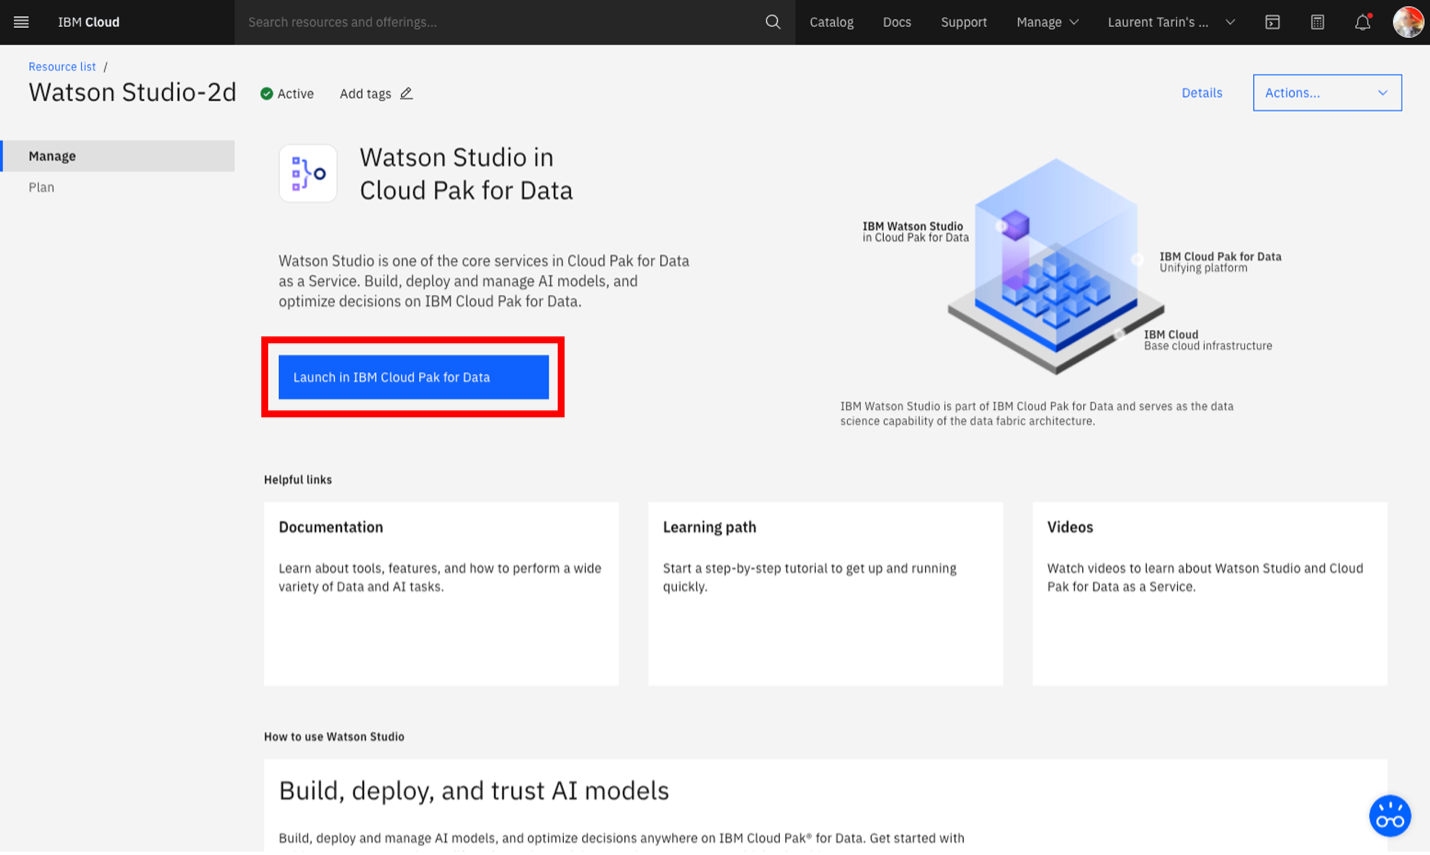 IBM Cloud
Search resources and offerings...
Catalog
Docs
Support
Manage
Laurent Tarin's ...
Resource list /
Watson Studio-2d
Active
Add tags
Details
Actions...
Manage
Plan
Watson Studio in
Cloud Pak for Data
Watson Studio is one of the core services in Cloud Pak for Data
as a Service. Build, deploy and manage AI models, and
optimize decisions on IBM Cloud Pak for Data.
Launch in IBM Cloud Pak for Data
IBM Watson Studio
in Cloud Pak for Data
IBM Cloud Pak for Data
Unifying platform
IBM Cloud
Base cloud infrastructure
IBM Watson Studio is part of IBM Cloud Pak for Data and serves as the data
science capability of the data fabric architecture.
Helpful links
Documentation
Learn about tools, features, and how to perform a wide
variety of Data and AI tasks.
Learning path
Start a step-by-step tutorial to get up and running
quickly.
Videos
Watch videos to learn about Watson Studio and Cloud
Pak for Data as a Service.
How to use Watson Studio
Build, deploy, and trust AI models
Build, deploy and manage AI models, and optimize decisions anywhere on IBM Cloud Pak® for Data. Get started with